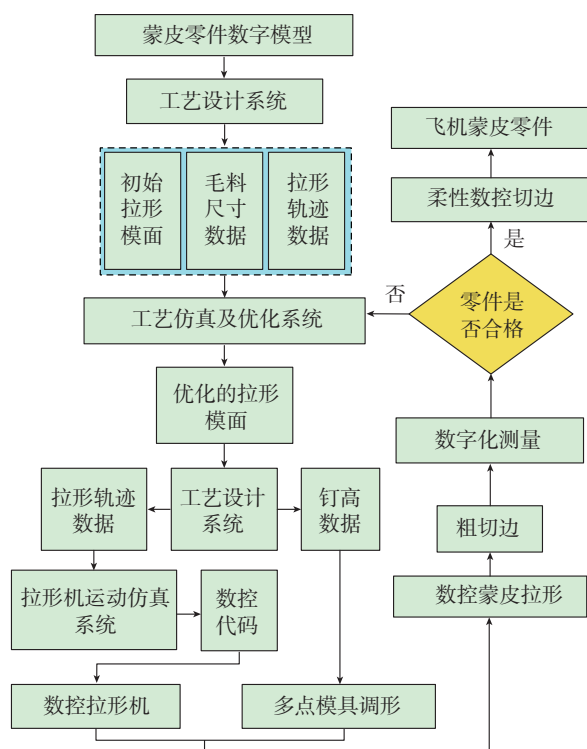 蒙皮零件数字模型
工艺设计系统
初始
拉形
模面
毛料
尺寸
数据
拉形
轨迹
数据
工艺仿真及优化系统
优化的拉形
模面
拉形轨迹
数据
工艺设计
系统
钉高
数据
拉形机运动仿真
系统
数控
代码
数控拉形机
多点模具调形
飞机蒙皮零件
柔性数控切边
是
否
零件是
否合格
数字化测量
粗切边
数控蒙皮拉形